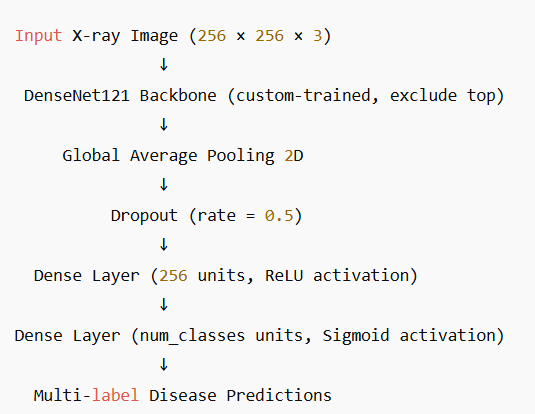 Input X-ray Image (256 × 256 × 3)
↓
DenseNet121 Backbone (custom-trained, exclude top)
↓
Global Average Pooling 2D
↓
Dropout (rate = 0.5)
↓
Dense Layer (256 units, ReLU activation)
↓
Dense Layer (num_classes units, Sigmoid activation)
↓
Multi-label Disease Predictions